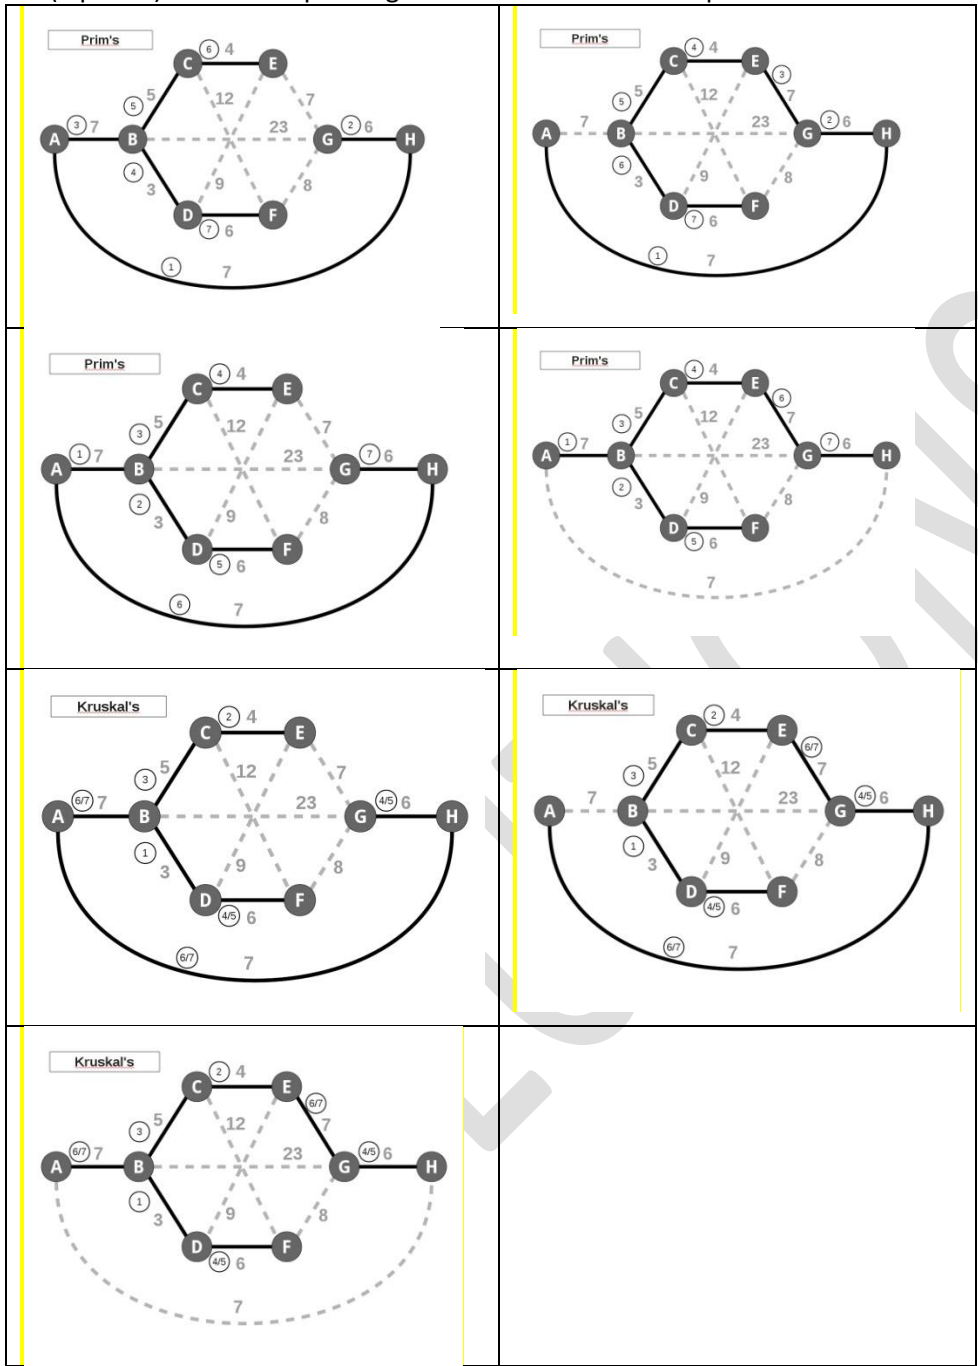 Prim's
C 6 4 E
5 5 12 7
A 3 7 B 23 G 2 6 H
4 3 9 8
D 7 6 F
1 7
Prim's
C 4 4 E
3
5 5 12 7
A 7 B 23 G 2 6 H
6 3 9 8
D 7 6 F
1 7
Prim's
C 4 4 E
3 5 12 7
A 1 7 B 23 G 7 6 H
2 3 9 8
D 5 6 F
6 7
Prim's
C 4 4 E
6
3 5 12 7
A 1 7 B 23 G 7 6 H
2 3 9 8
D 5 6 F
7
Kruskal's
C 2 4 E
3 5 12 7
A 6/7 7 B 23 G 4/5 6 H
1 3 9 8
D 4/5 6 F
6/7 7
Kruskal's
C 2 4 E
6/7
3 5 12 7
A 7 B 23 G 4/5 6 H
1 3 9 8
D 4/5 6 F
6/7 7
Kruskal's
C 2 4 E
6/7
3 5 12 7
A 6/7 7 B 23 G 4/5 6 H
1 3 9 8
D 4/5 6 F
7